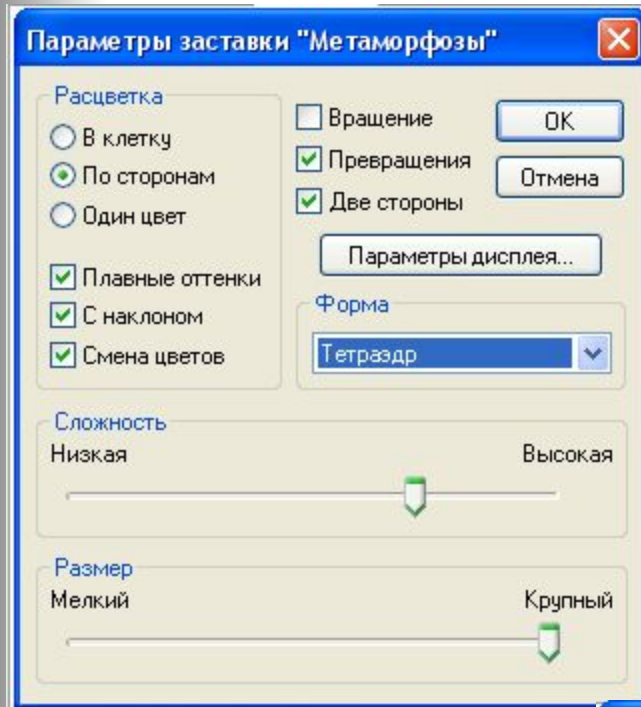 Параметры заставки "Метаморфозы"
Расцветка
В клетку
По сторонам
Один цвет
Плавные оттенки
С наклоном
Смена цветов
Вращение
Превращения
Две стороны
OK
Отмена
Параметры дисплея...
Форма
Тетраэдр
Сложность
Низкая Высокая
Размер
Мелкий Крупный